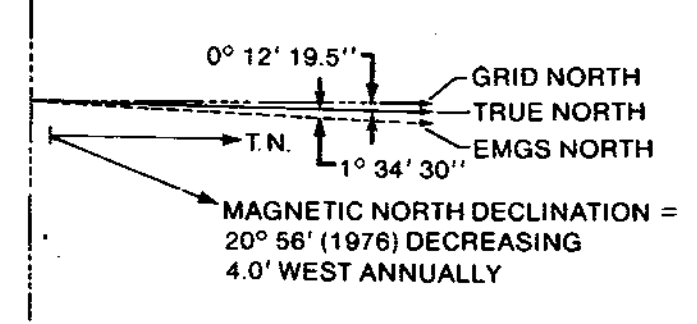 0° 12' 19.5''
GRID NORTH
TRUE NORTH
T.N.
EMGS NORTH
1° 34' 30''
MAGNETIC NORTH DECLINATION =
20° 56' (1976) DECREASING
4.0' WEST ANNUALLY